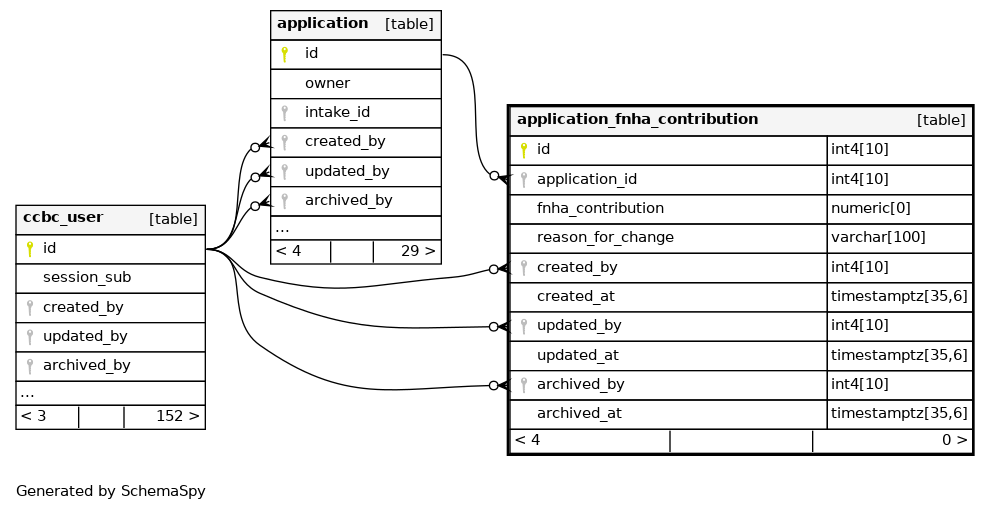 application [table]
id
owner
intake_id
created_by
updated_by
archived_by
...
< 4 29 >
ccbc_user [table]
id
session_sub
created_by
updated_by
archived_by
...
< 3 152 >
application_fnha_contribution [table]
id int4[10]
application_id int4[10]
fnha_contribution numeric[0]
reason_for_change varchar[100]
created_by int4[10]
created_at timestamptz[35,6]
updated_by int4[10]
updated_at timestamptz[35,6]
archived_by int4[10]
archived_at timestamptz[35,6]
< 4 0 >
Generated by SchemaSpy